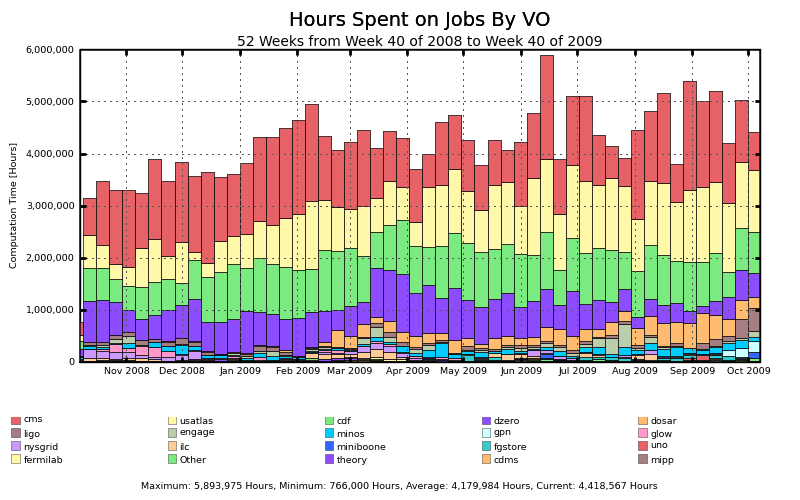 Hours Spent on Jobs By VO
52 Weeks from Week 40 of 2008 to Week 40 of 2009
Computation Time [Hours]
6,000,000
5,000,000
4,000,000
3,000,000
2,000,000
1,000,000
0
Nov 2008 Dec 2008 Jan 2009 Feb 2009 Mar 2009 Apr 2009 May 2009 Jun 2009 Jul 2009 Aug 2009 Sep 2009 Oct 2009
cms usatlas cdf dzero dosar
ligo engage minos gpn glow
nysgrid ilc miniboone fgstore uno
fermilab Other theory cdms mipp
Maximum: 5,893,975 Hours, Minimum: 766,000 Hours, Average: 4,179,984 Hours, Current: 4,418,567 Hours